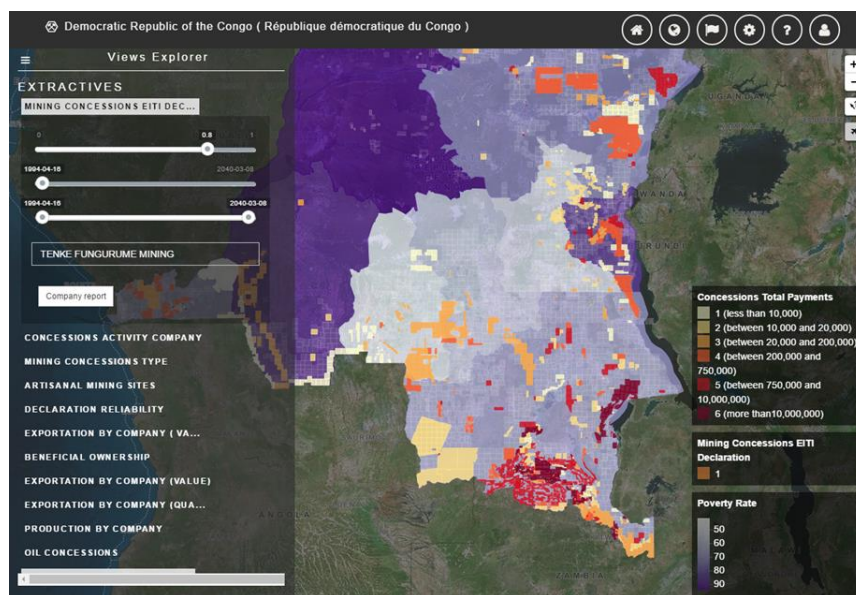 Democratic Republic of the Congo ( République démocratique du Congo )
Views Explorer
EXTRACTIVES
MINING CONCESSIONS EITI DEC...
0 0.8 1
1994-04-16 2040-03-08
1994-04-16 2040-03-08
TENKE FUNGURUME MINING
Company report
CONCESSIONS ACTIVITY COMPANY
MINING CONCESSIONS TYPE
ARTISANAL MINING SITES
DECLARATION RELIABILITY
EXPORTATION BY COMPANY ( VA...
BENEFICIAL OWNERSHIP
EXPORTATION BY COMPANY (VALUE)
EXPORTATION BY COMPANY (QUA...
PRODUCTION BY COMPANY
OIL CONCESSIONS
UGANDA
ANGOLA
ZAMBIA
?
+
Concessions Total Payments
1 (less than 10,000)
2 (between 10,000 and 20,000)
3 (between 20,000 and 200,000)
4 (between 200,000 and
750,000)
5 (between 750,000 and
10,000,000)
6 (more than10,000,000)
Mining Concessions EITI
Declaration
1
Poverty Rate
50
60
70
80
90